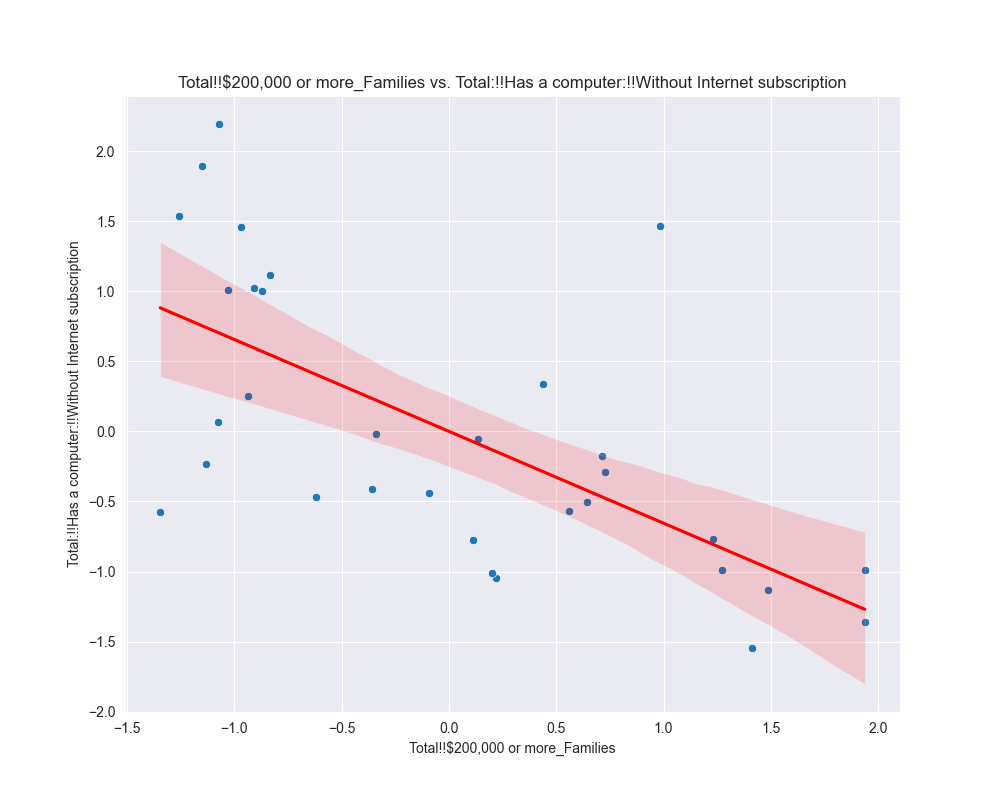 Total!!$200,000 or more_Families vs. Total:!!Has a computer:!!Without Internet subscription
Total:!!Has a computer:!!Without Internet subscription
2.0
1.5
1.0
0.5
0.0
−0.5
−1.0
−1.5
−2.0
−1.5 −1.0 −0.5 0.0 0.5 1.0 1.5 2.0
Total!!$200,000 or more_Families